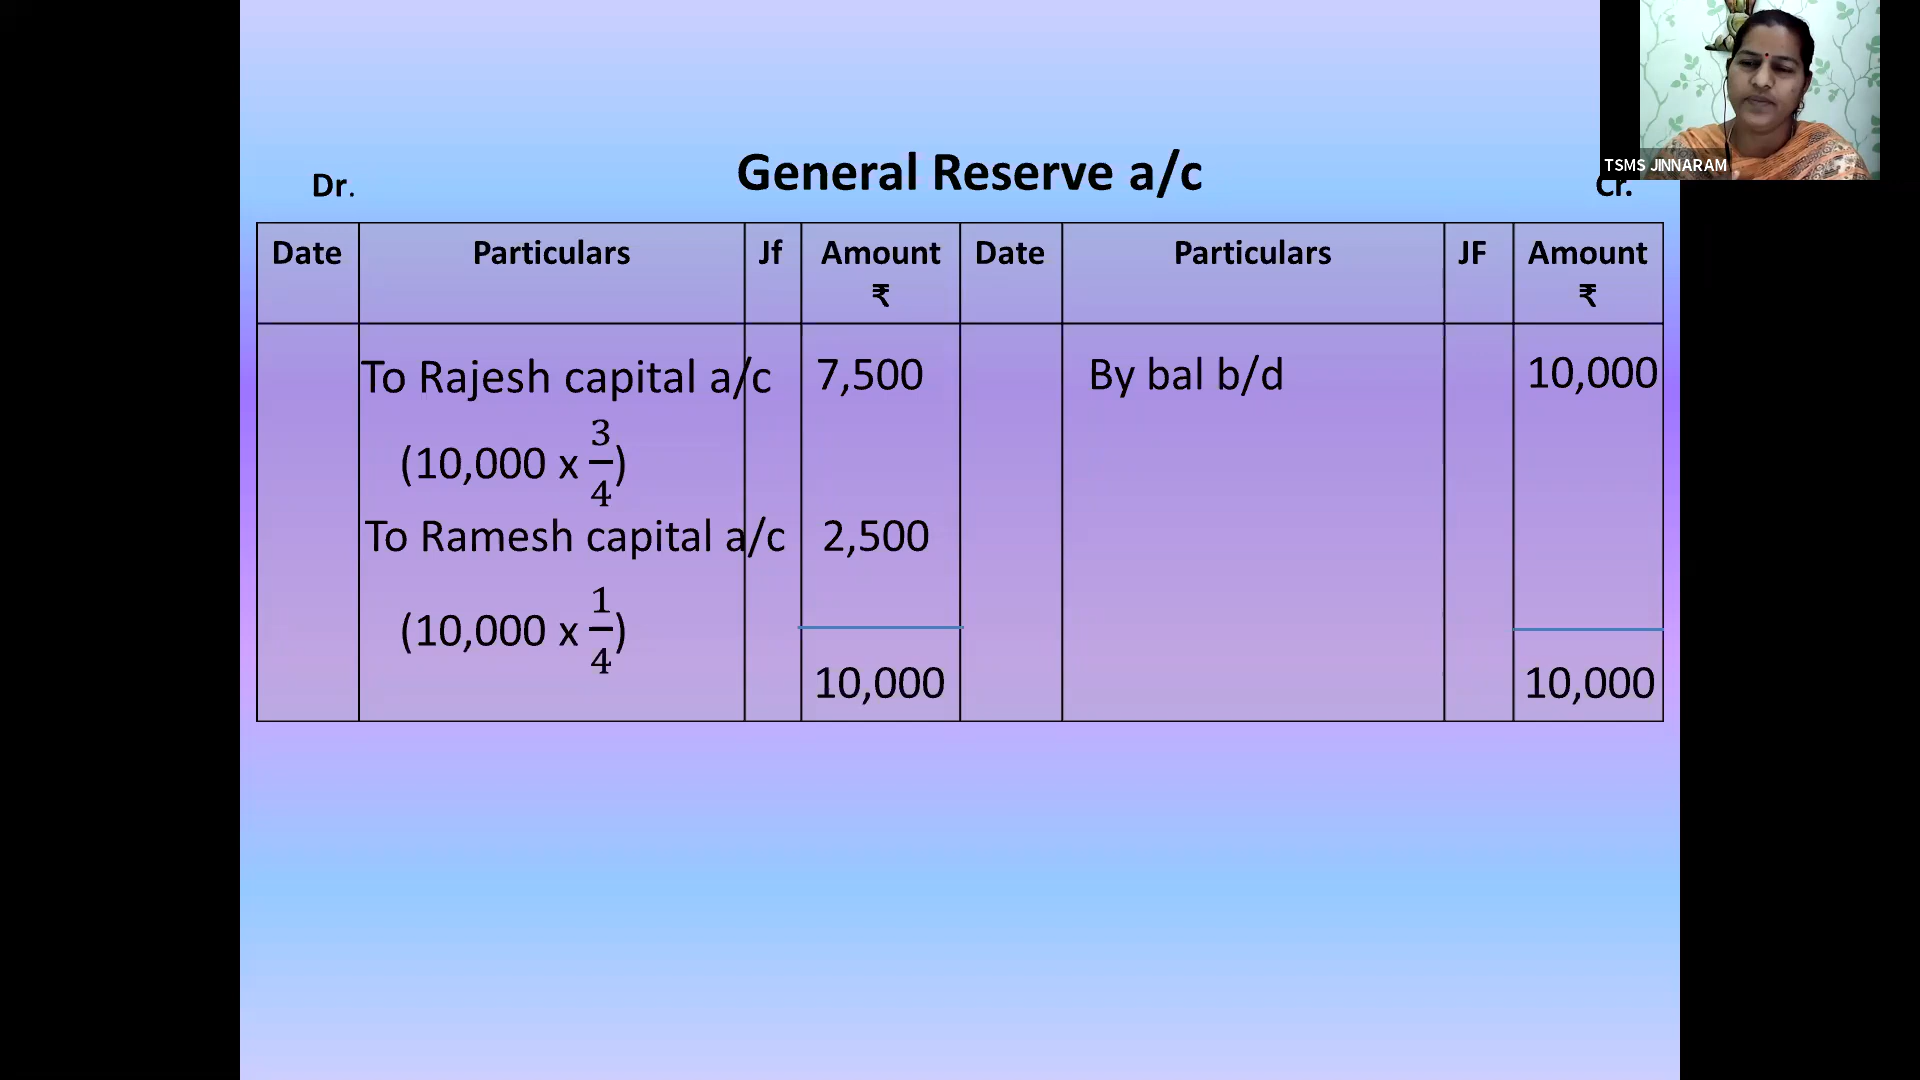 TSMS JINNARAM
General Reserve a/c
Dr.
Cr.
Date Particulars Jf Amount ₹ Date Particulars JF Amount ₹
To Rajesh capital a/c 7,500 By bal b/d 10,000
(10,000 x 3/4)
To Ramesh capital a/c 2,500
(10,000 x 1/4)
10,000 10,000